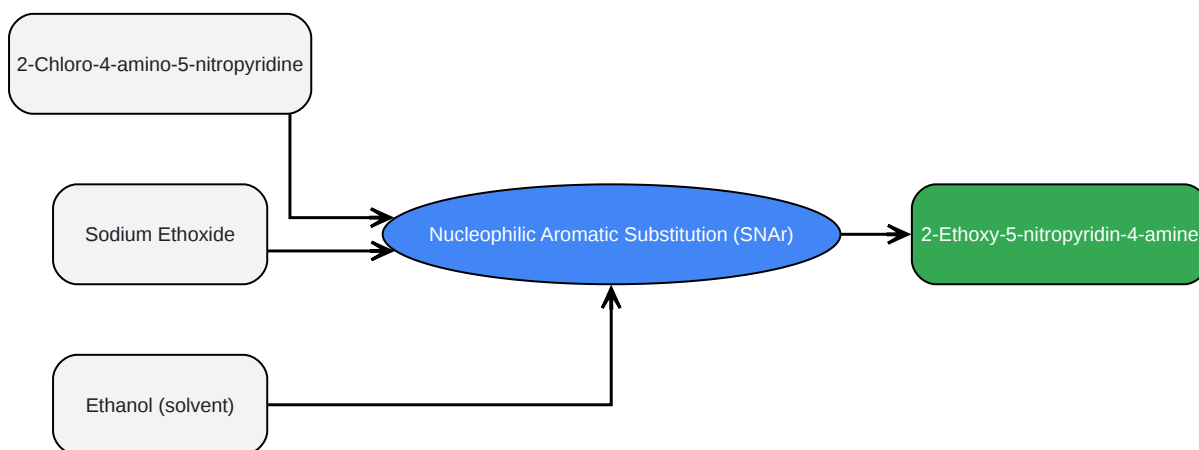 2-Chloro-4-amino-5-nitropyridine
Sodium Ethoxide
Nucleophilic Aromatic Substitution (SNAr)
2-Ethoxy-5-nitropyridin-4-amine
Ethanol (solvent)